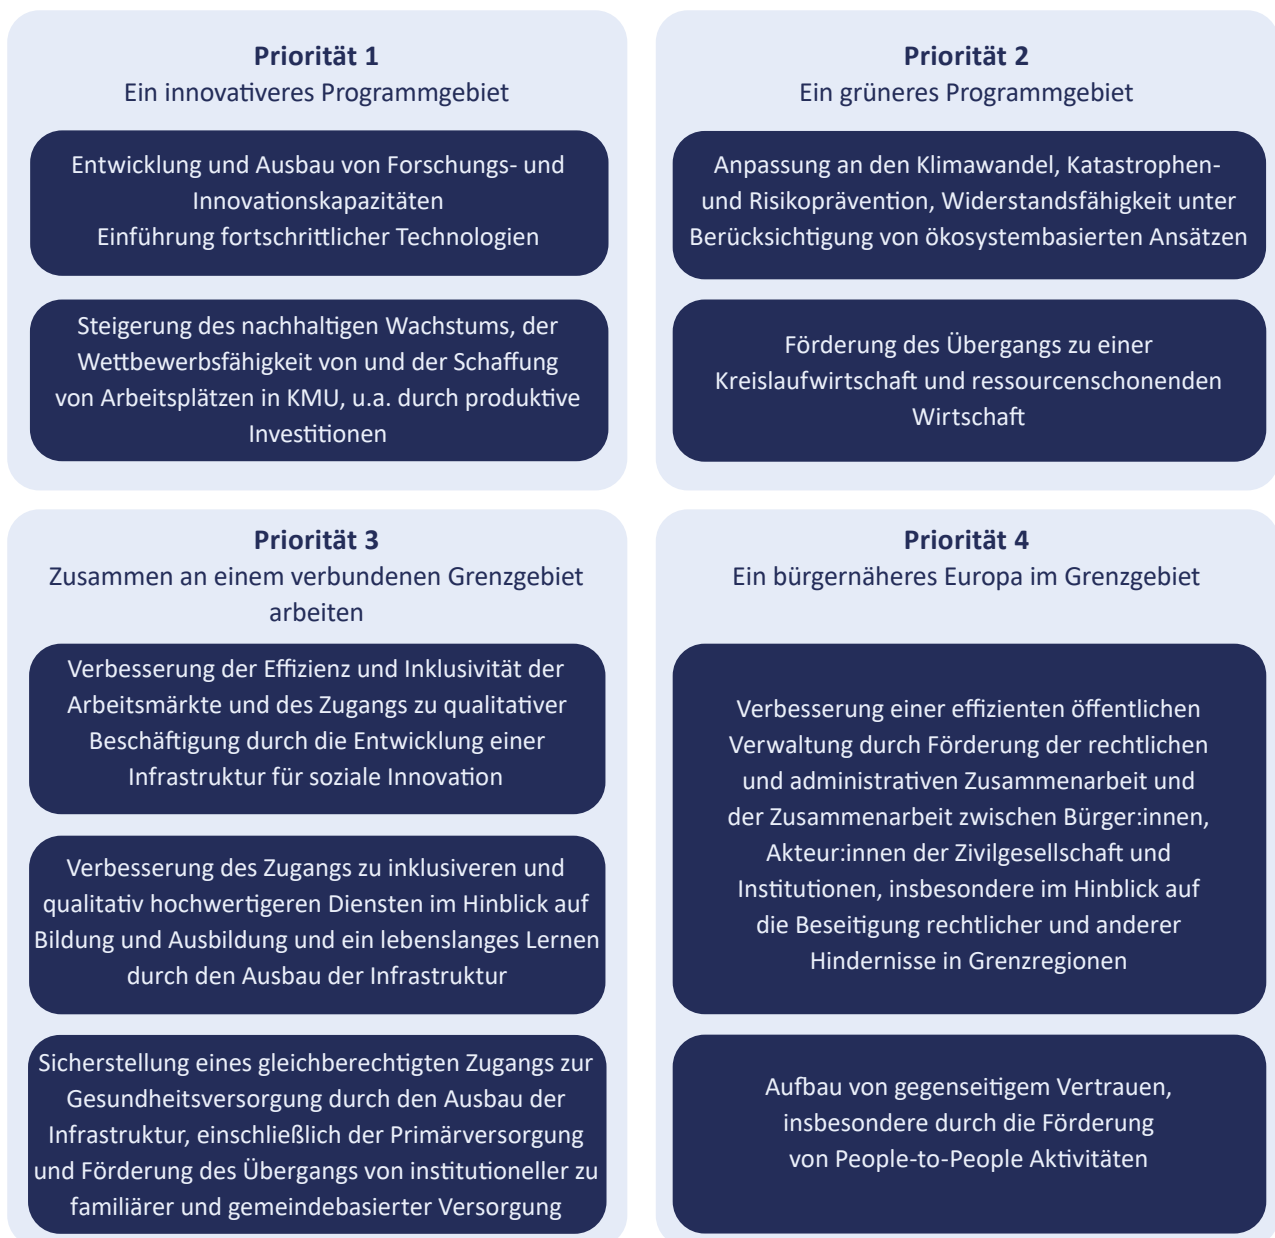 Priorität 1
Ein innovativeres Programmgebiet
Entwicklung und Ausbau von Forschungs- und
Innovationskapazitäten
Einführung fortschrittlicher Technologien
Steigerung des nachhaltigen Wachstums, der
Wettbewerbsfähigkeit von und der Schaffung
von Arbeitsplätzen in KMU, u.a. durch produktive
Investitionen
Priorität 2
Ein grüneres Programmgebiet
Anpassung an den Klimawandel, Katastrophen-
und Risikoprävention, Widerstandsfähigkeit unter
Berücksichtigung von ökosystembasierten Ansätzen
Förderung des Übergangs zu einer
Kreislaufwirtschaft und ressourcenschonenden
Wirtschaft
Priorität 3
Zusammen an einem verbundenen Grenzgebiet
arbeiten
Verbesserung der Effizienz und Inklusivität der
Arbeitsmärkte und des Zugangs zu qualitativer
Beschäftigung durch die Entwicklung einer
Infrastruktur für soziale Innovation
Verbesserung des Zugangs zu inklusiveren und
qualitativ hochwertigeren Diensten im Hinblick auf
Bildung und Ausbildung und ein lebenslanges Lernen
durch den Ausbau der Infrastruktur
Sicherstellung eines gleichberechtigten Zugangs zur
Gesundheitsversorgung durch den Ausbau der
Infrastruktur, einschließlich der Primärversorgung
und Förderung des Übergangs von institutioneller zu
familiärer und gemeindebasierter Versorgung
Priorität 4
Ein bürgernäheres Europa im Grenzgebiet
Verbesserung einer effizienten öffentlichen
Verwaltung durch Förderung der rechtlichen
und administrativen Zusammenarbeit und
der Zusammenarbeit zwischen Bürger:innen,
Akteur:innen der Zivilgesellschaft und
Institutionen, insbesondere im Hinblick auf
die Beseitigung rechtlicher und anderer
Hindernisse in Grenzregionen
Aufbau von gegenseitigem Vertrauen,
insbesondere durch die Förderung
von People-to-People Aktivitäten